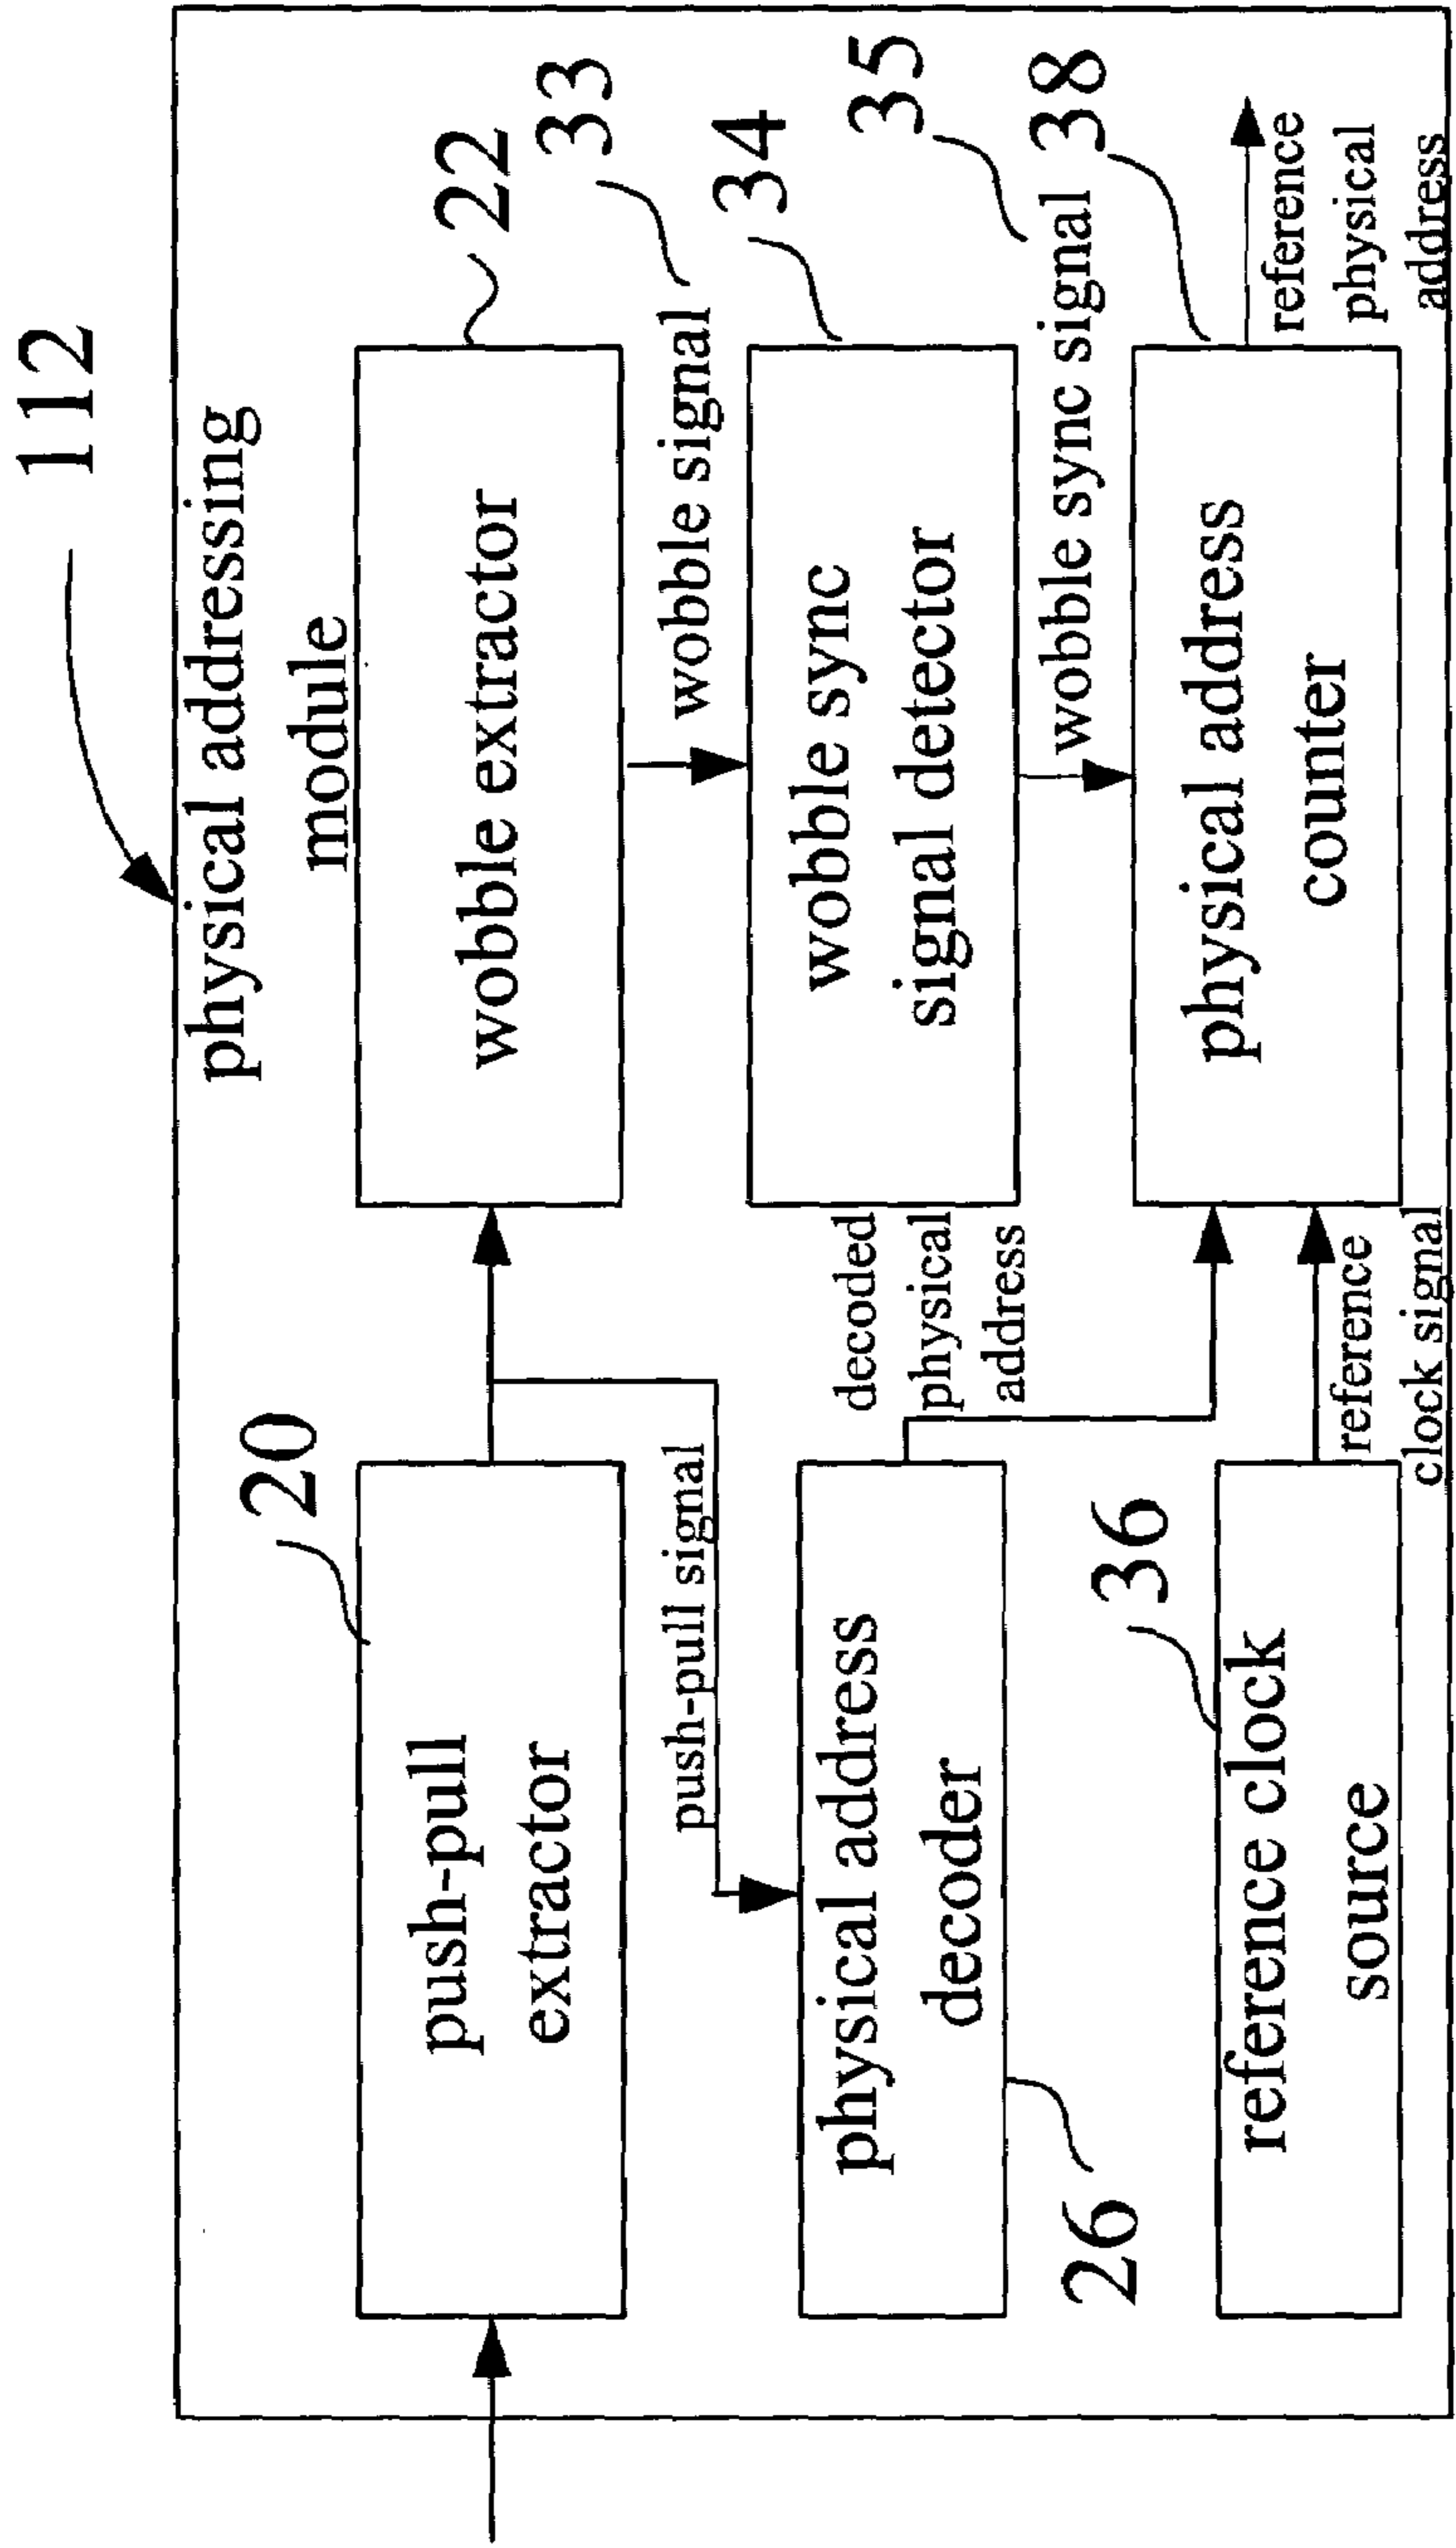 112
physical addressing
module
20
22
push-pull
extractor
wobble extractor
33
push-pull signal
wobble signal
34
physical address
decoder
26
decoded
physical
address
wobble sync
signal detector
35
wobble sync signal
36
38
reference clock
source
reference
clock signal
physical address
counter
reference
physical
address